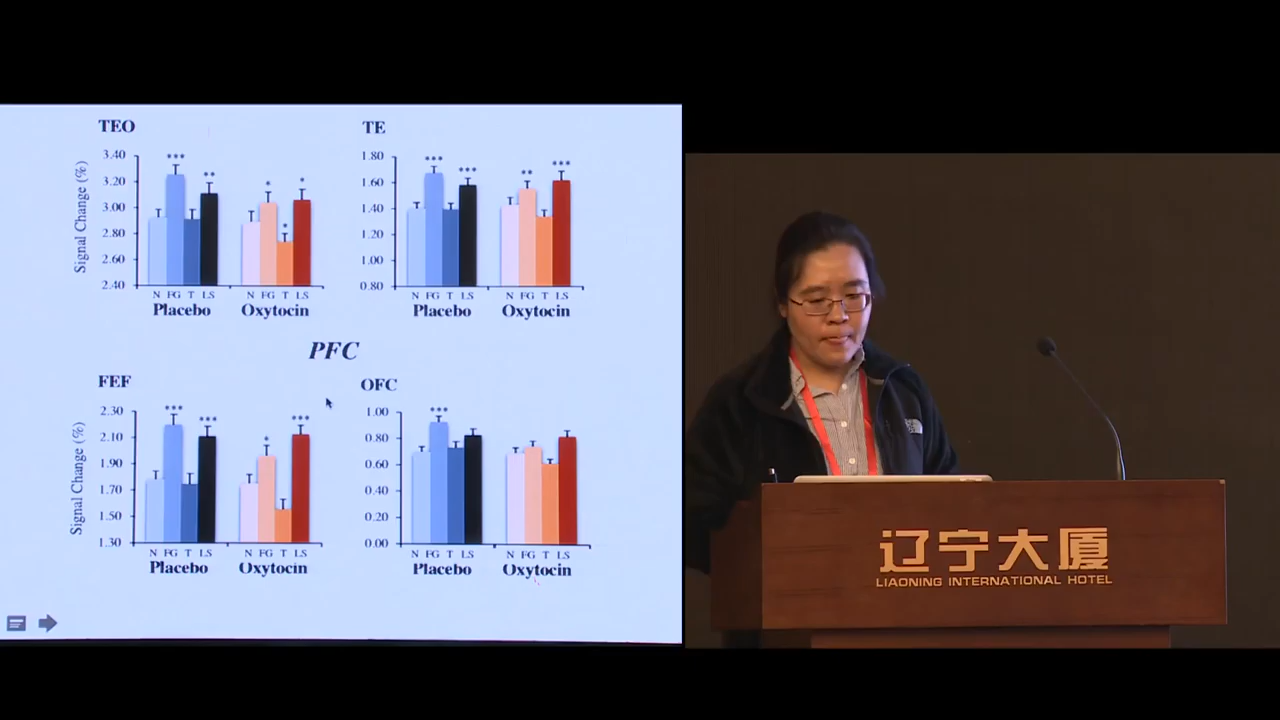 TEO
TE
Signal Change (%)
3.40
3.20
3.00
2.80
2.60
2.40
***
**
*
*
*
N FG T LS
N FG T LS
Placebo
Oxytocin
1.80
1.60
1.40
1.20
1.00
0.80
***
***
**
***
N FG T LS
N FG T LS
Placebo
Oxytocin
PFC
FEF
OFC
Signal Change (%)
2.30
2.10
1.90
1.70
1.50
1.30
***
***
*
***
N FG T LS
N FG T LS
Placebo
Oxytocin
1.00
0.80
0.60
0.40
0.20
0.00
***
N FG T LS
N FG T LS
Placebo
Oxytocin
辽宁大厦
LIAONING INTERNATIONAL HOTEL